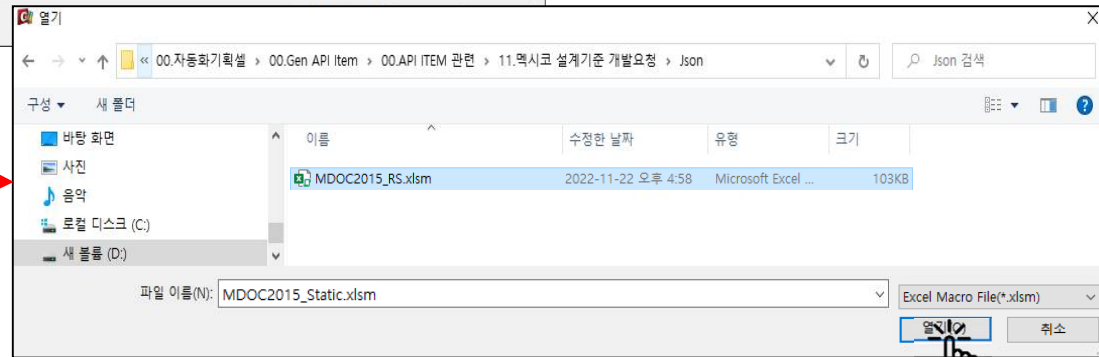 열기
« 00.자동화기획셀 › 00.Gen API Item › 00.API ITEM 관련 › 11.멕시코 설계기준 개발요청 › Json
Json 검색
구성 새 폴더
바탕 화면
사진
음악
로컬 디스크 (C:)
새 볼륨 (D:)
이름 수정한 날짜 유형 크기
MDOC2015_RS.xlsm 2022-11-22 오후 4:58 Microsoft Excel ... 103KB
파일 이름(N): MDOC2015_Static.xlsm
Excel Macro File(*.xlsm)
취소